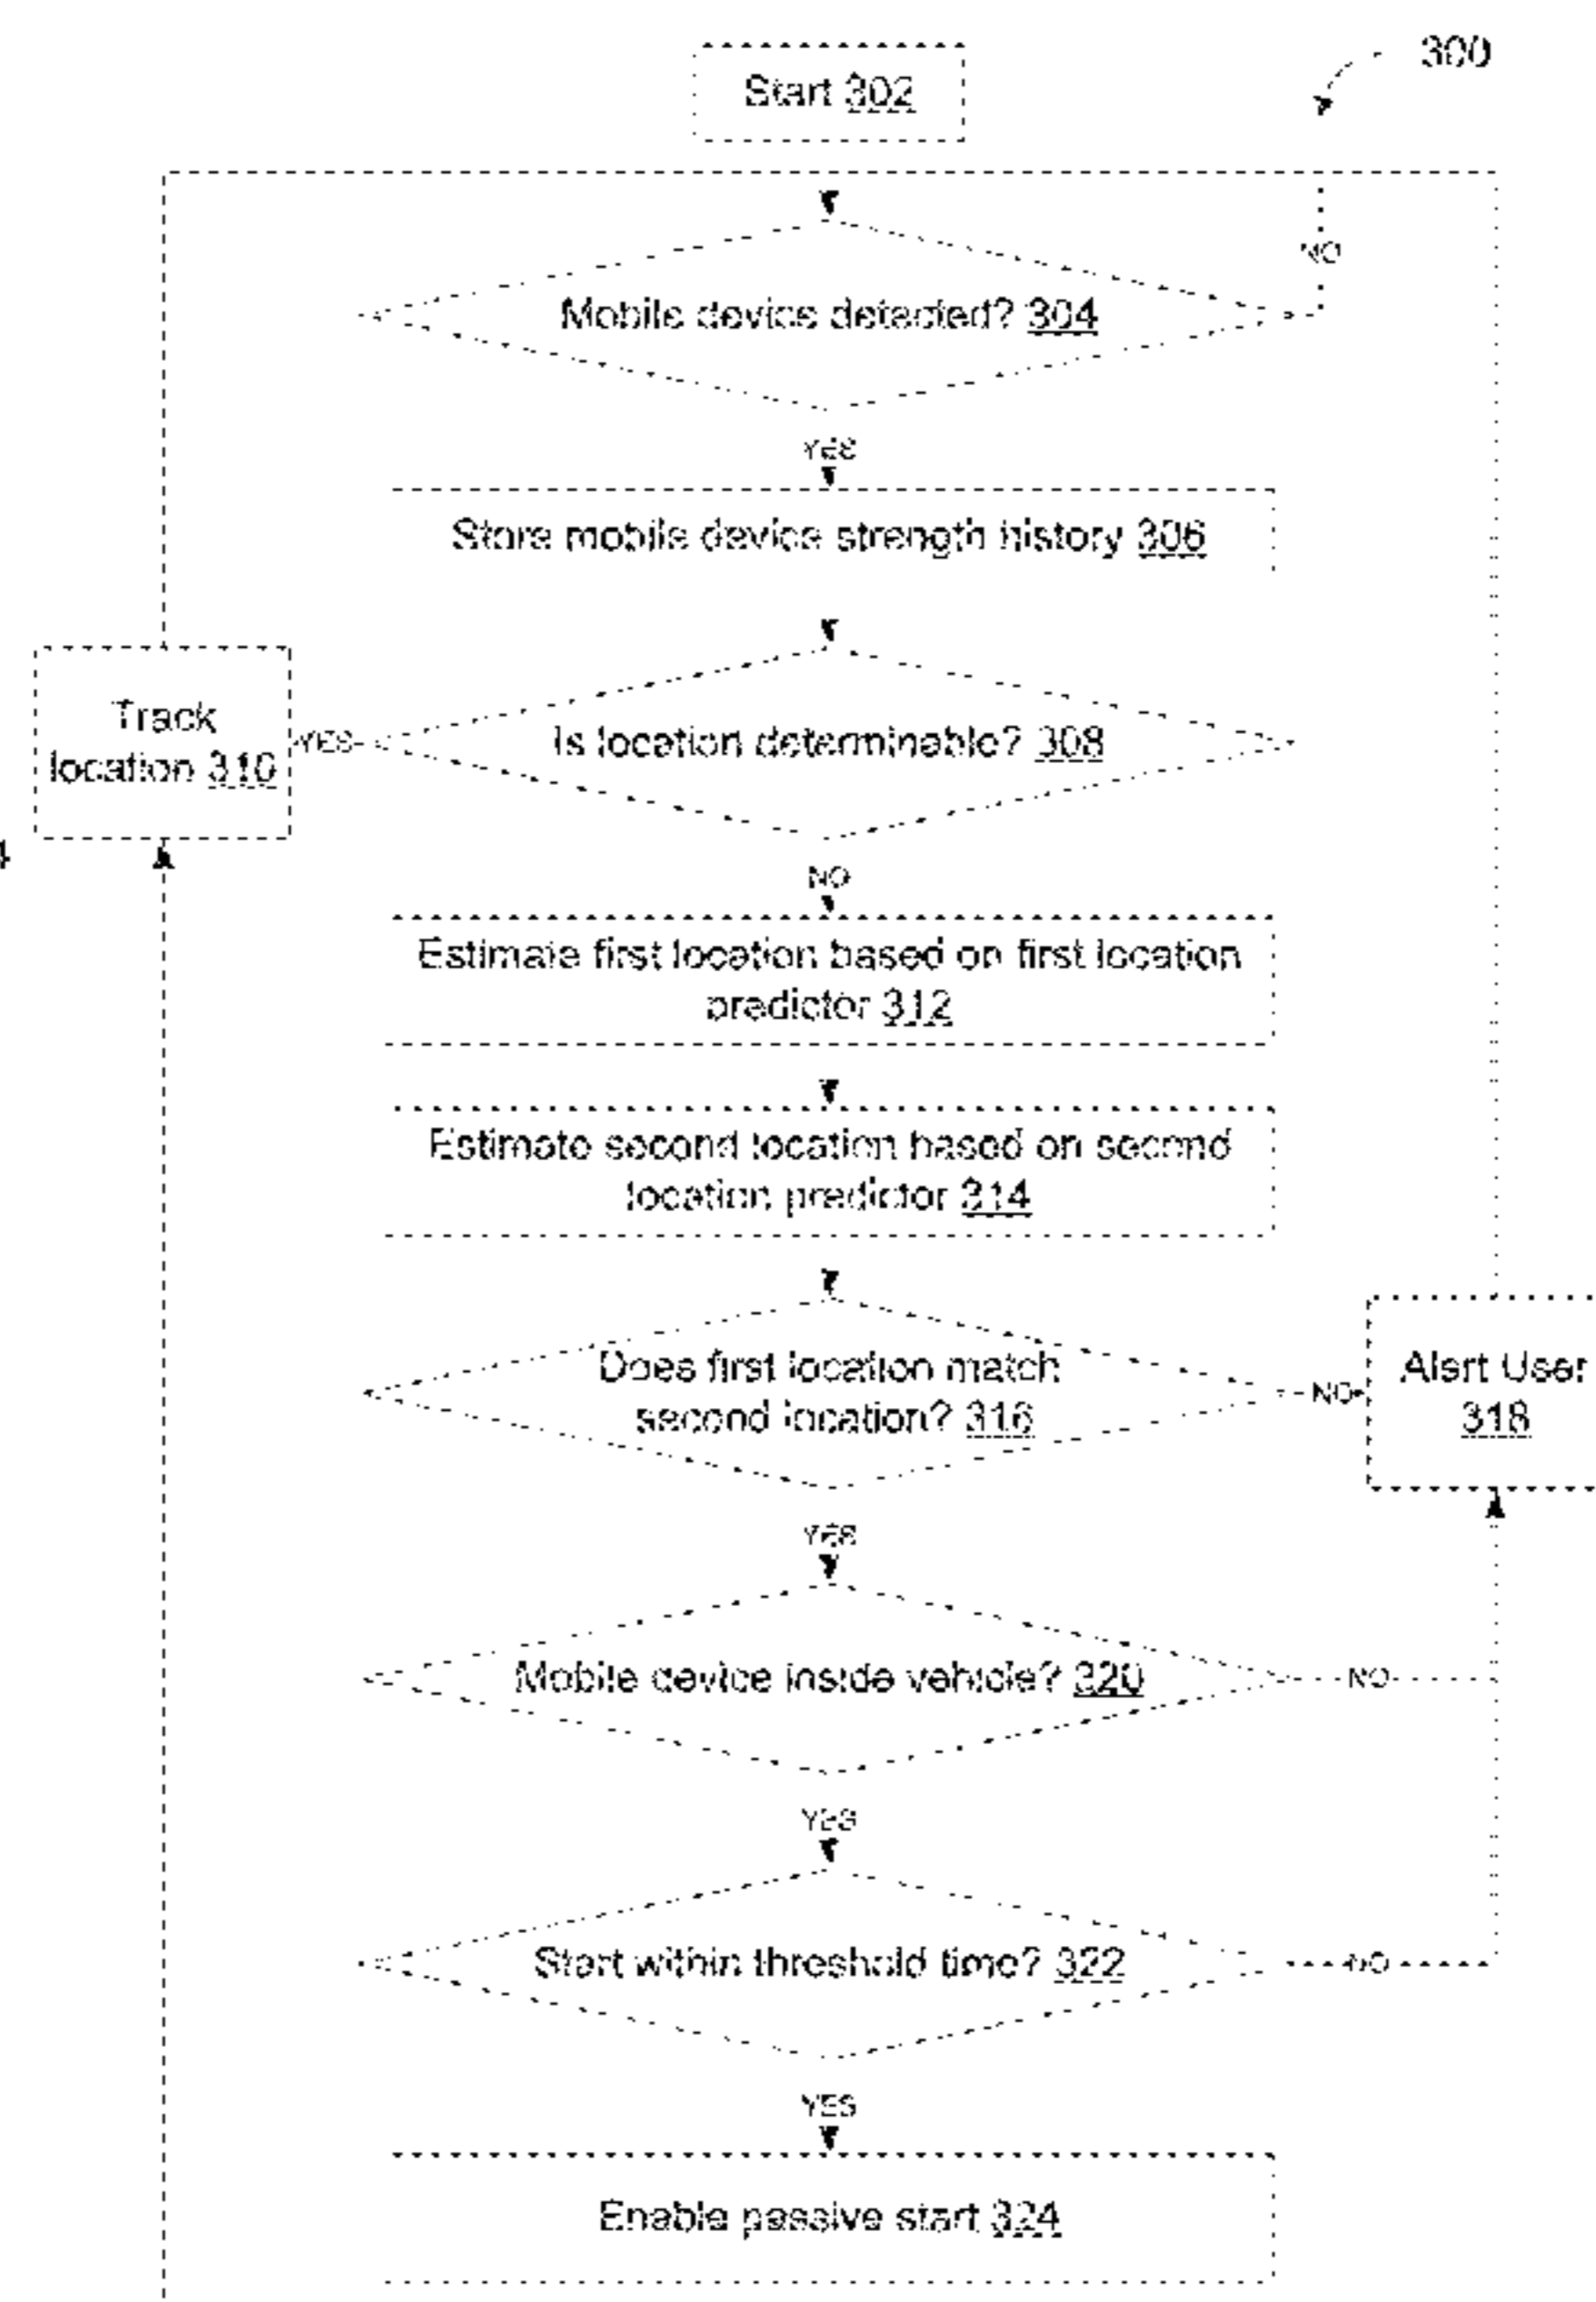 300
Start 302
NO
Mobile device detected? 304
YES
Store mobile device strength history 306
Track
location 310
YES
Is location determinable? 308
4
NO
Estimate first location based on first location
predictor 312
Estimate second location based on second
location predictor 314
Does first location match
second location? 316
NO
Alert User
318
YES
Mobile device inside vehicle? 320
NO
YES
Start within threshold time? 322
NO
YES
Enable passive start 324